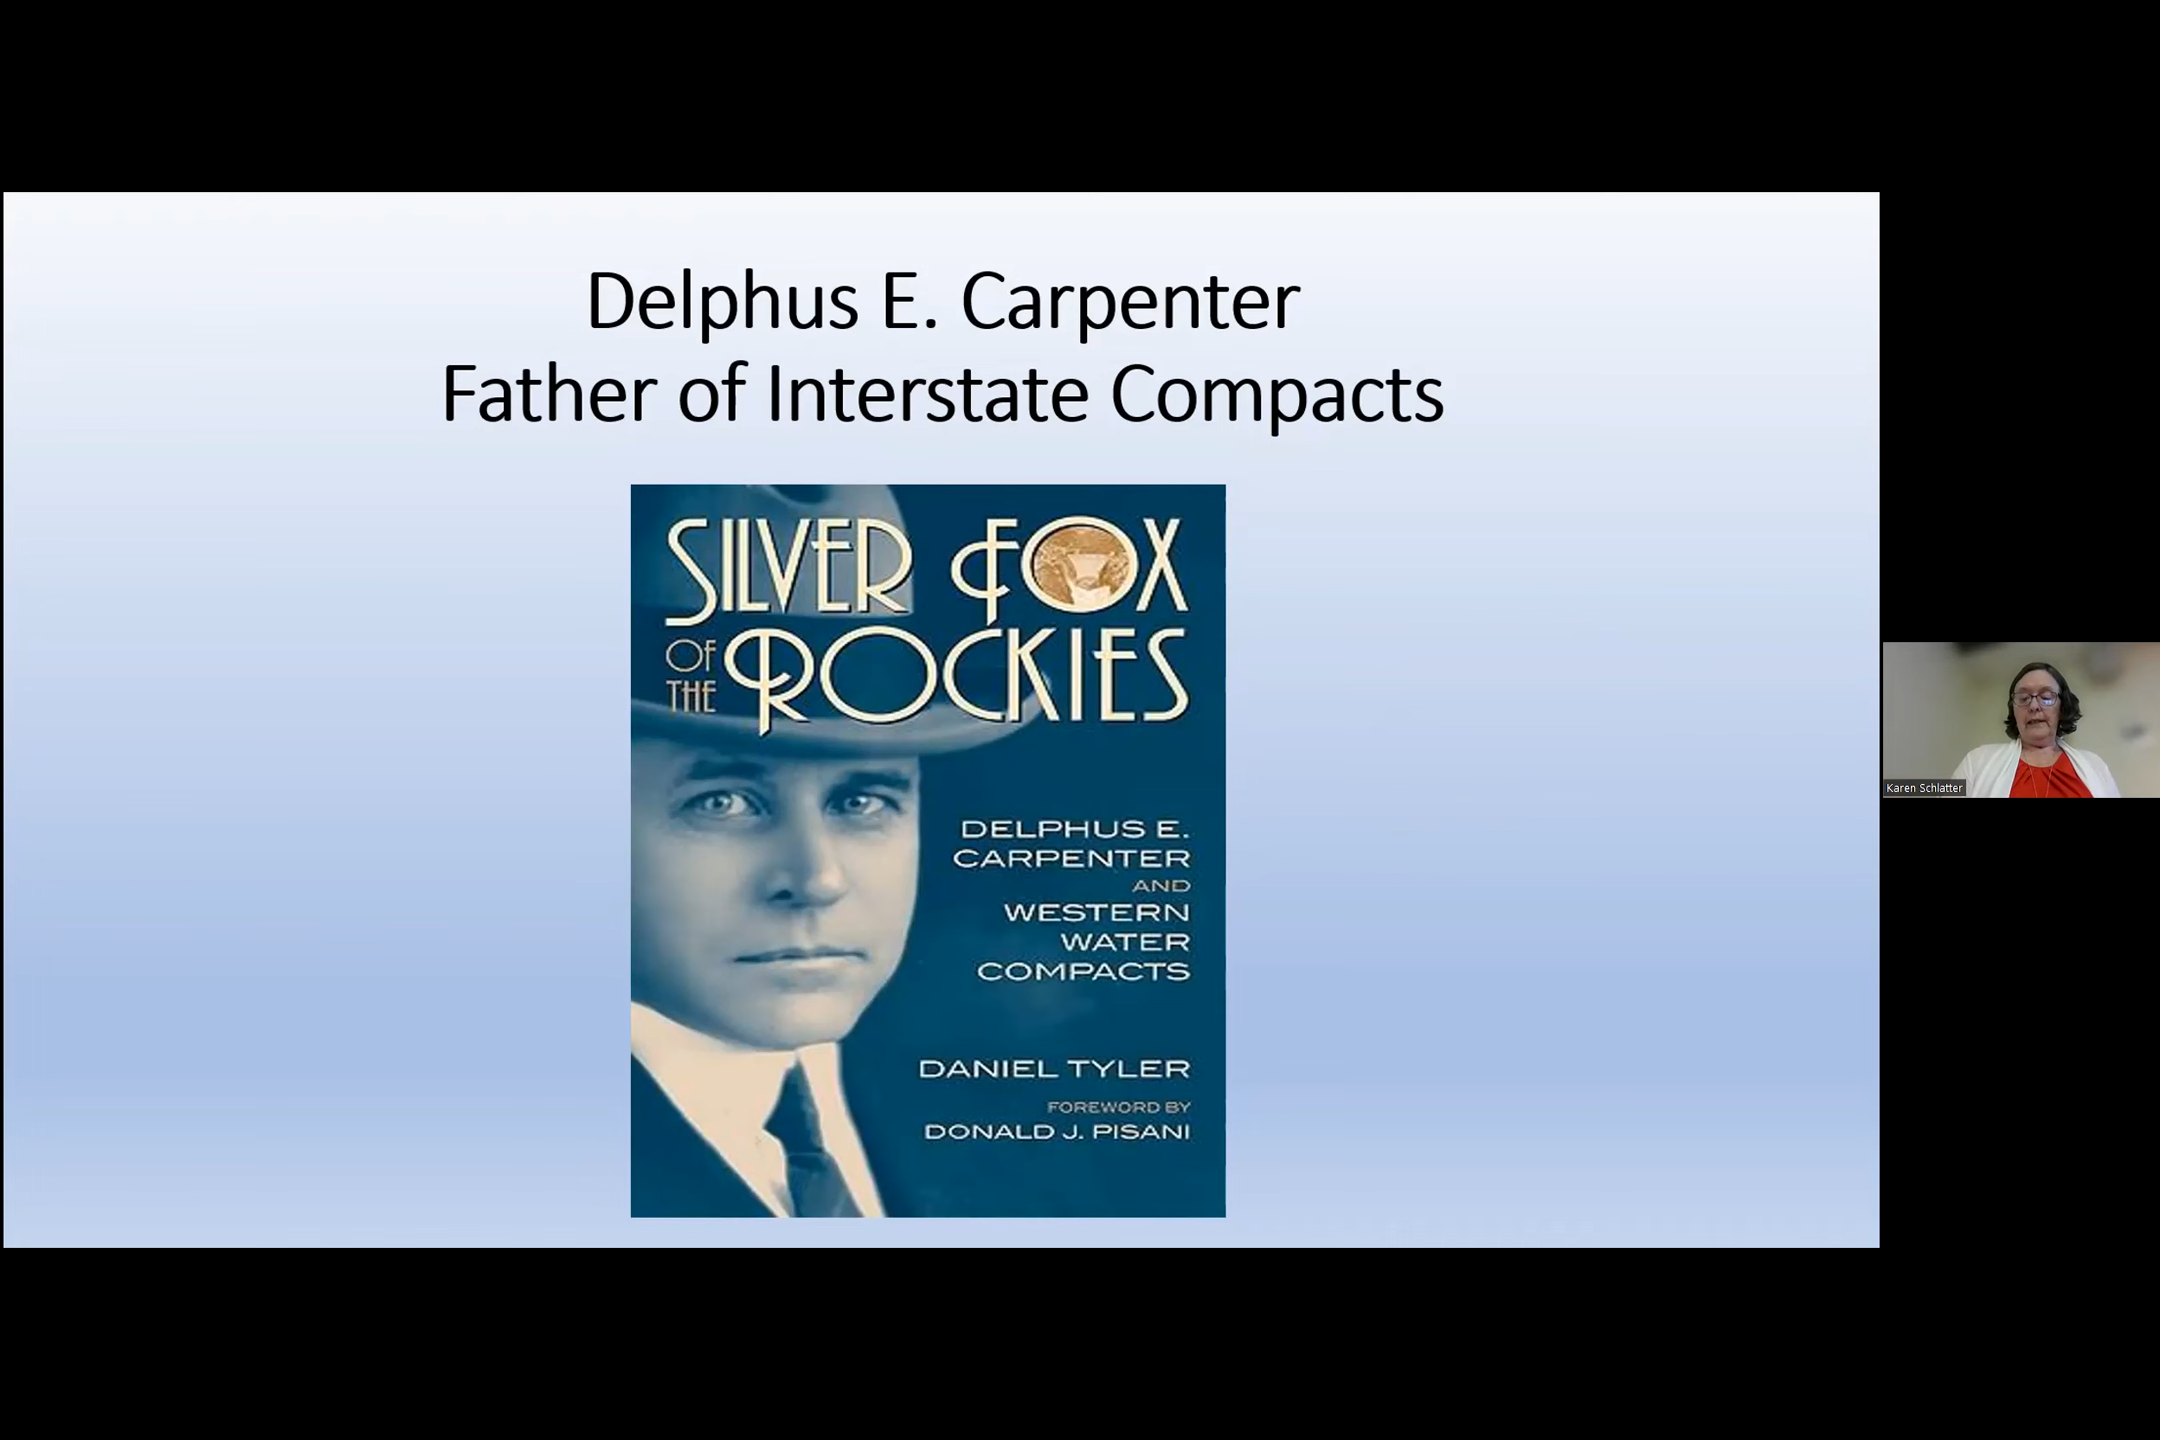 Delphus E. Carpenter
Father of Interstate Compacts
SILVER FOX
OF THE ROCKIES
DELPHUS E.
CARPENTER
AND
WESTERN
WATER
COMPACTS
DANIEL TYLER
FOREWORD BY
DONALD J. PISANI
Karen Schlatter